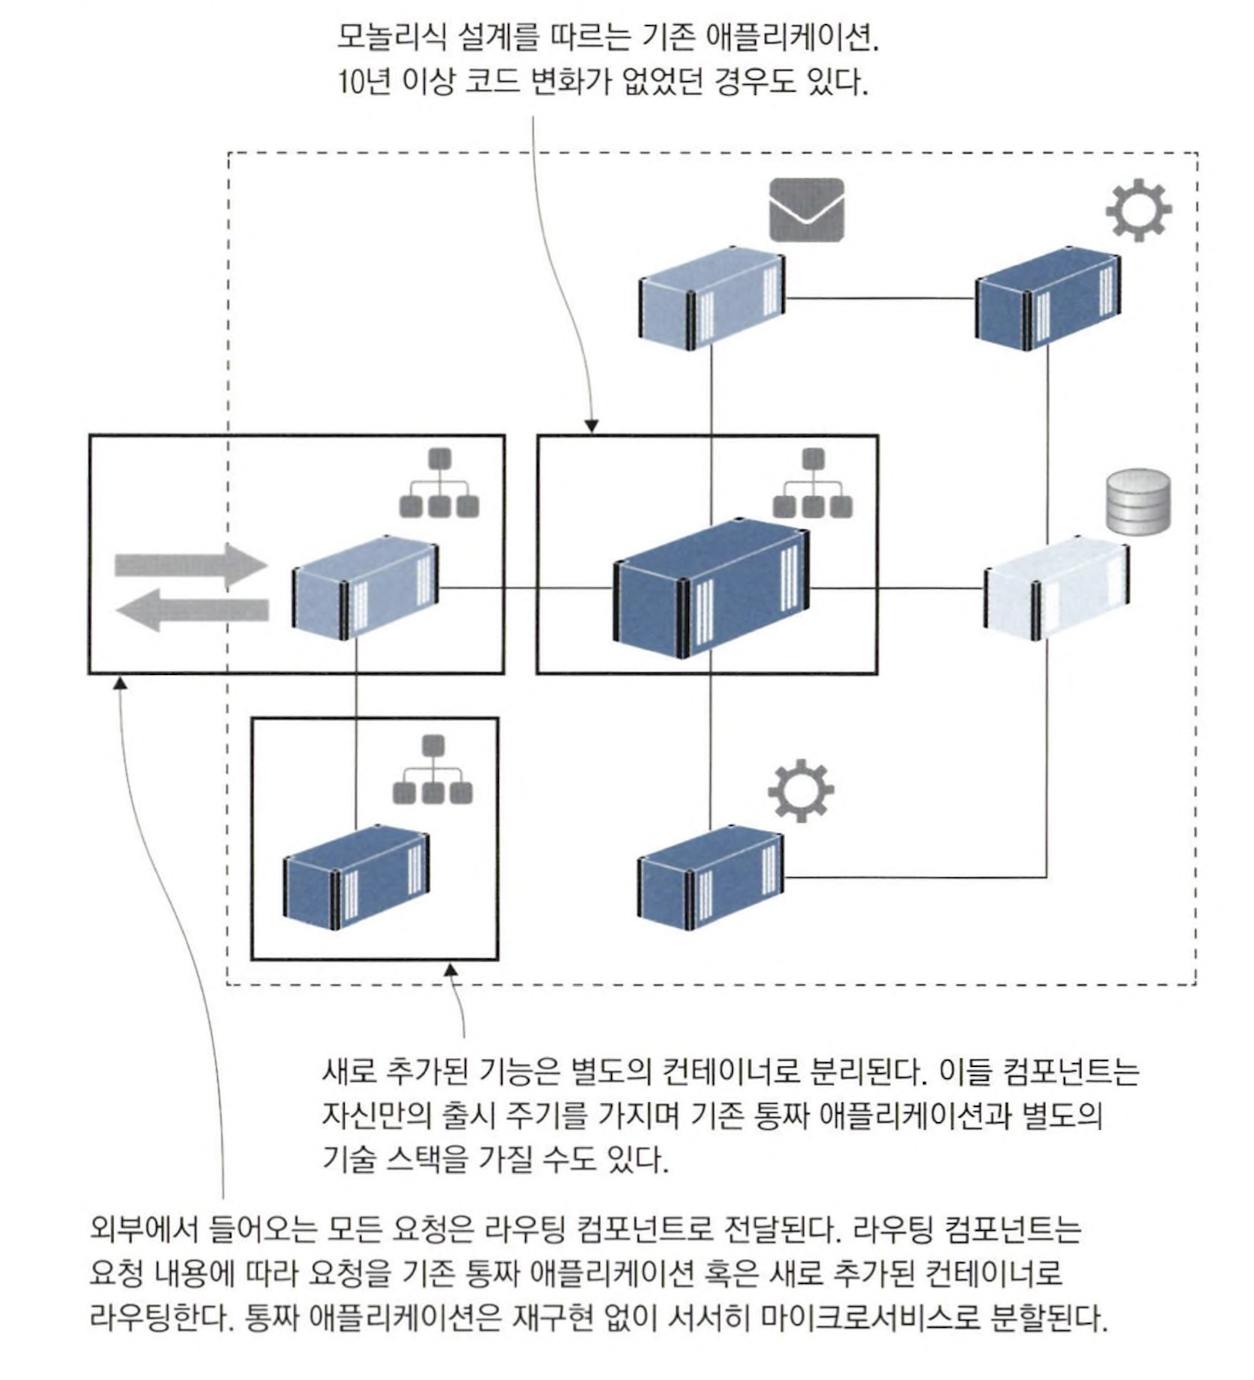 모놀리식 설계를 따르는 기존 애플리케이션.
10년 이상 코드 변화가 없었던 경우도 있다.
새로 추가된 기능은 별도의 컨테이너로 분리된다. 이들 컴포넌트는
자신만의 출시 주기를 가지며 기존 통짜 애플리케이션과 별도의
기술 스택을 가질 수도 있다.
외부에서 들어오는 모든 요청은 라우팅 컴포넌트로 전달된다. 라우팅 컴포넌트는
요청 내용에 따라 요청을 기존 통짜 애플리케이션 혹은 새로 추가된 컨테이너로
라우팅한다. 통짜 애플리케이션은 재구현 없이 서서히 마이크로서비스로 분할된다.